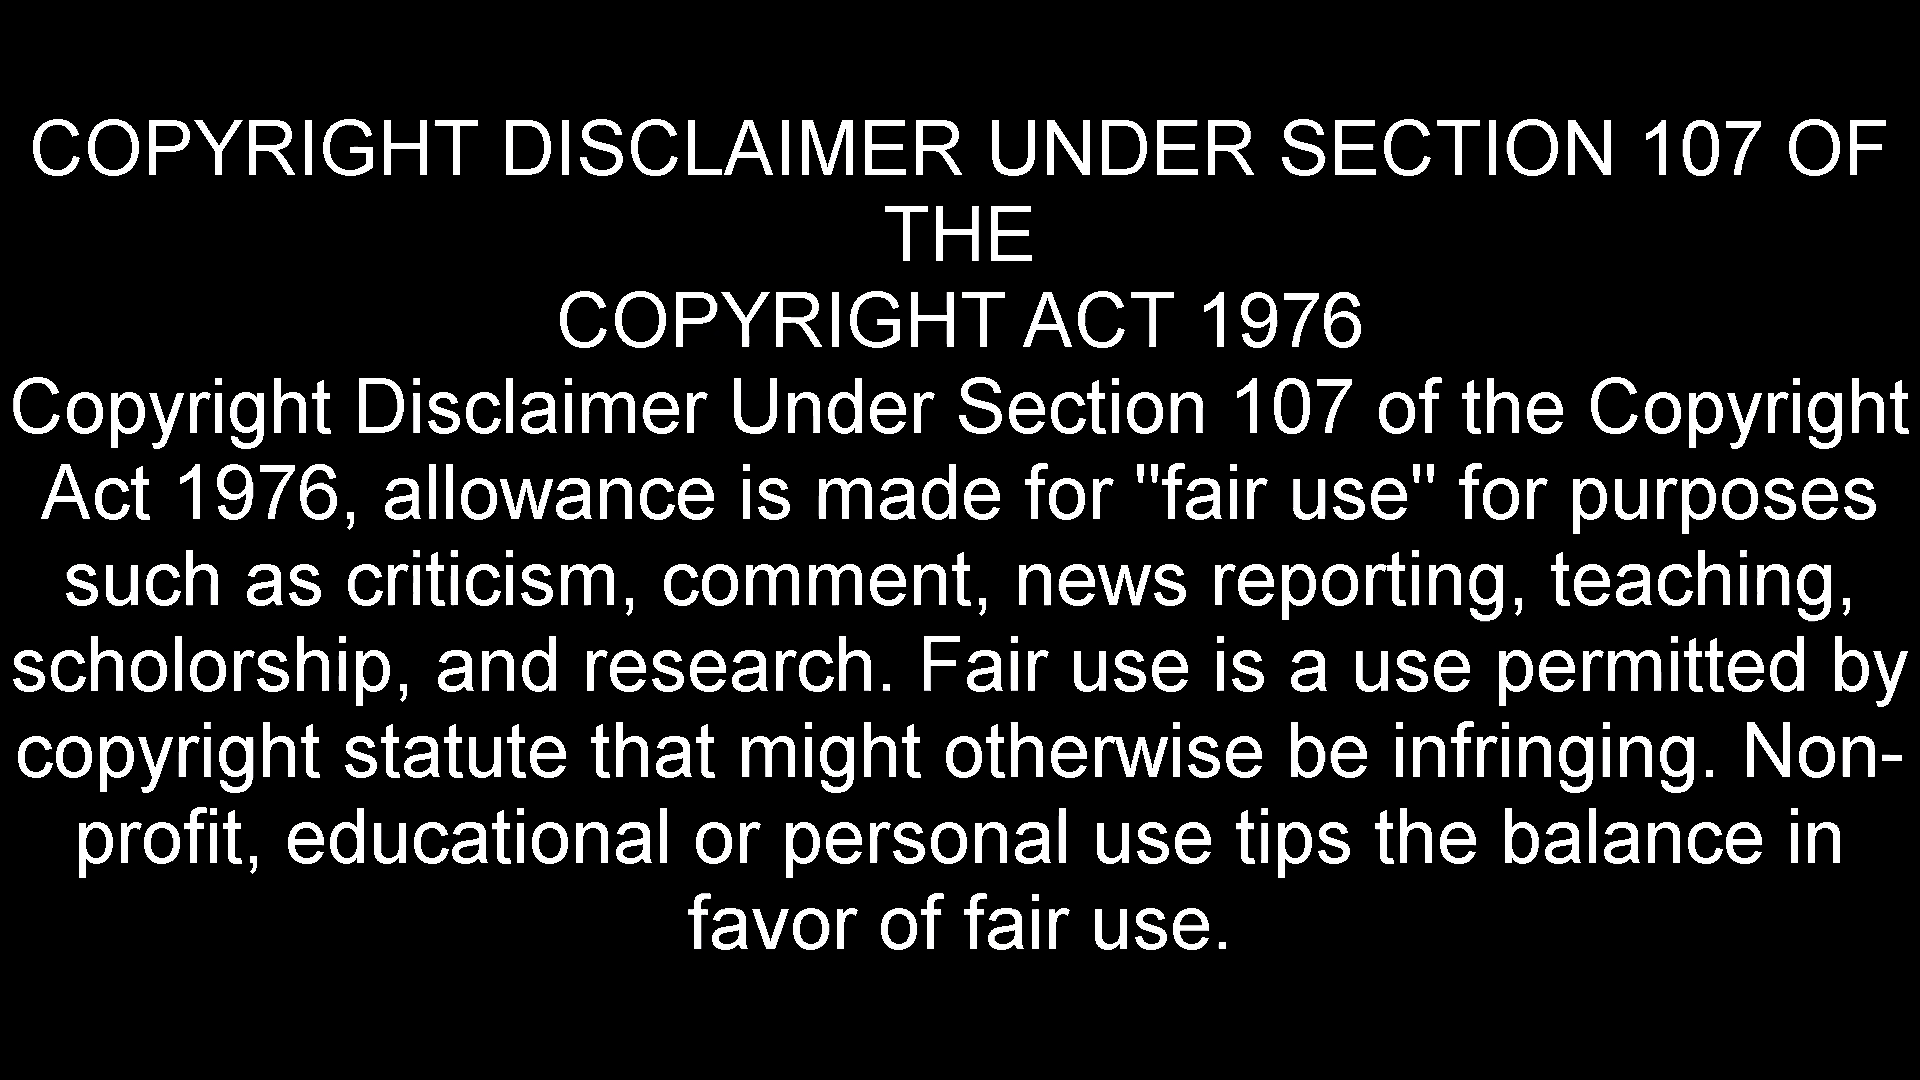 COPYRIGHT DISCLAIMER UNDER SECTION 107 OF
THE
COPYRIGHT ACT 1976
Copyright Disclaimer Under Section 107 of the Copyright
Act 1976, allowance is made for "fair use" for purposes
such as criticism, comment, news reporting, teaching,
scholorship, and research. Fair use is a use permitted by
copyright statute that might otherwise be infringing. Non-
profit, educational or personal use tips the balance in
favor of fair use.